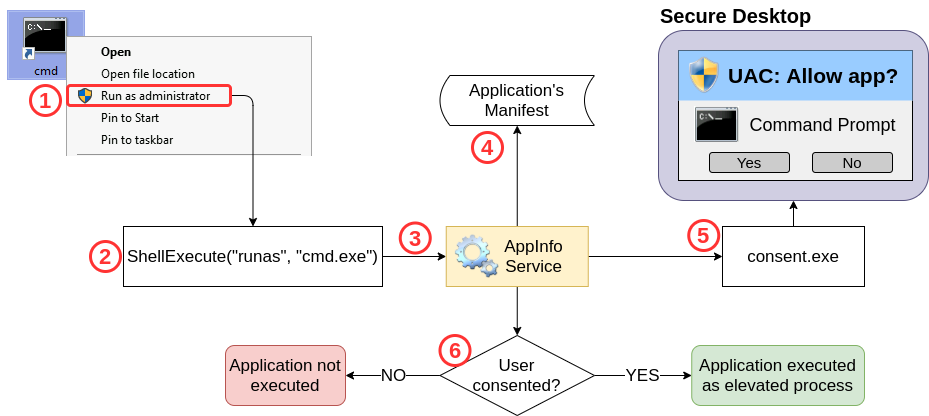 Secure Desktop
C:\_
cmd
Open
Open file location
1
Run as administrator
Pin to Start
Pin to taskbar
Application's
Manifest
4
UAC: Allow app?
C:\_
Command Prompt
Yes
No
2
ShellExecute("runas", "cmd.exe")
3
AppInfo
Service
5
consent.exe
6
User
consented?
NO
Application not
executed
YES
Application executed
as elevated process